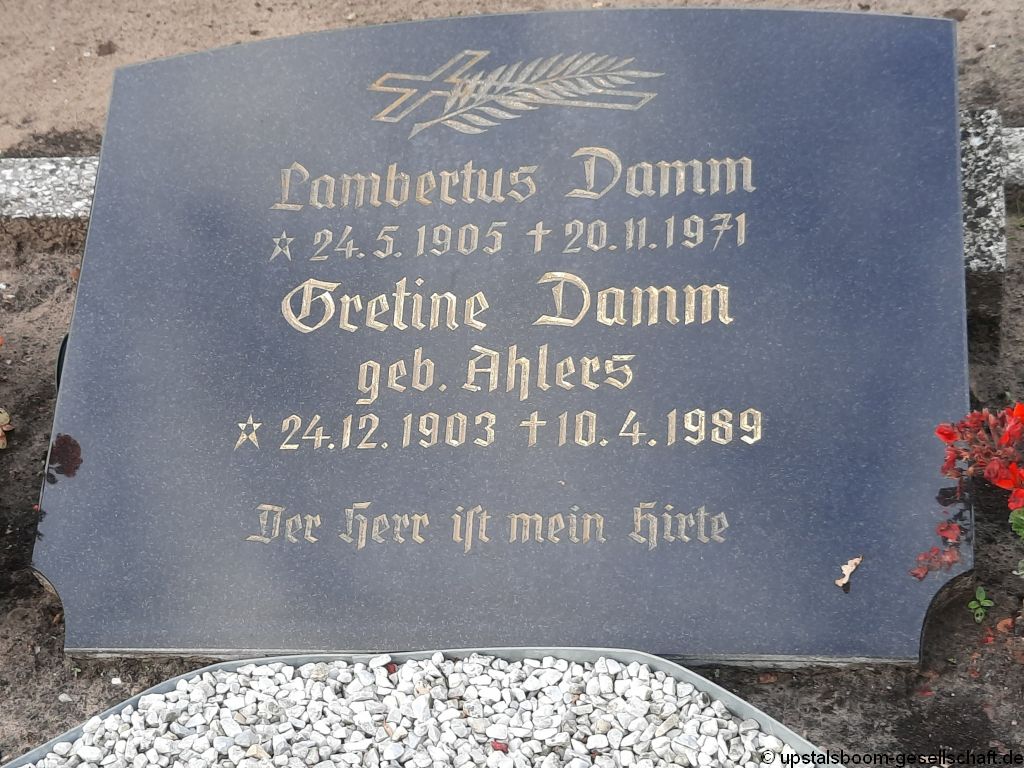 Lambertus Damm
☆ 24.5.1905 † 20.11.1971
Gretine Damm
geb. Ahlers
☆ 24.12.1903 † 10.4.1989
Der Herr iſt mein Hirte
© upstalsboom-gesellschaft.de